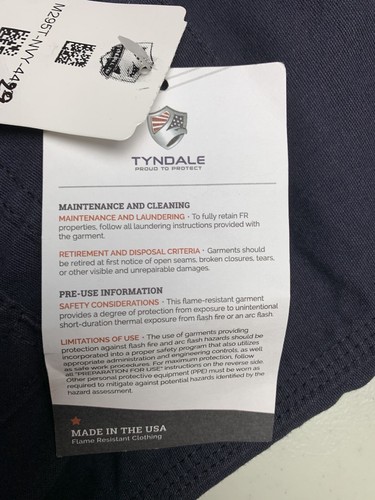 M295T-NVY-4429
TYNDALE
PROUD TO PROTECT
MAINTENANCE AND CLEANING
MAINTENANCE AND LAUNDERING • To fully retain FR
properties, follow all laundering instructions provided with
the garment.
RETIREMENT AND DISPOSAL CRITERIA • Garments should
be retired at first notice of open seams, broken closures, tears,
or other visible and unrepairable damages.
PRE-USE INFORMATION
SAFETY CONSIDERATIONS • This flame-resistant garment
provides a degree of protection from exposure to unintentional
short-duration thermal exposure from flash fire or an arc flash.
LIMITATIONS OF USE • The use of garments providing
protection against flash fire and arc flash hazards should be
incorporated into a proper safety program that also utilizes
appropriate administration and engineering controls, as well
as safe work procedures. For maximum protection, follow
all "PREPARATION FOR USE" instructions on the reverse side.
Other personal protective equipment (PPE) must be worn as
required to mitigate against potential hazards identified by the
hazard assessment.
MADE IN THE USA
Flame Resistant Clothing